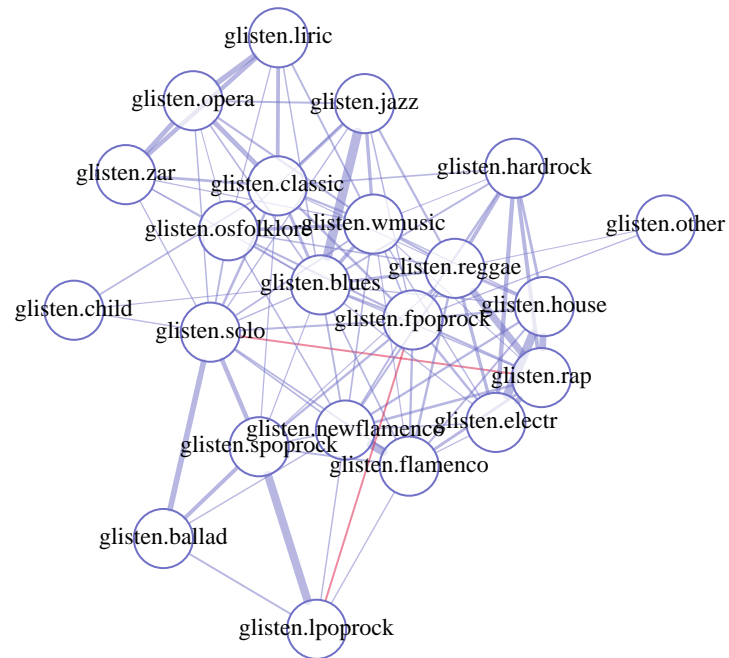 glisten.liric
glisten.opera
glisten.jazz
glisten.hardrock
glisten.zar
glisten.classic
glisten.osfolklore
glisten.wmusic
glisten.other
glisten.reggae
glisten.blues
glisten.child
glisten.house
glisten.fpoprock
glisten.solo
glisten.rap
glisten.electr
glisten.newflamenco
glisten.spoprock
glisten.flamenco
glisten.ballad
glisten.lpoprock